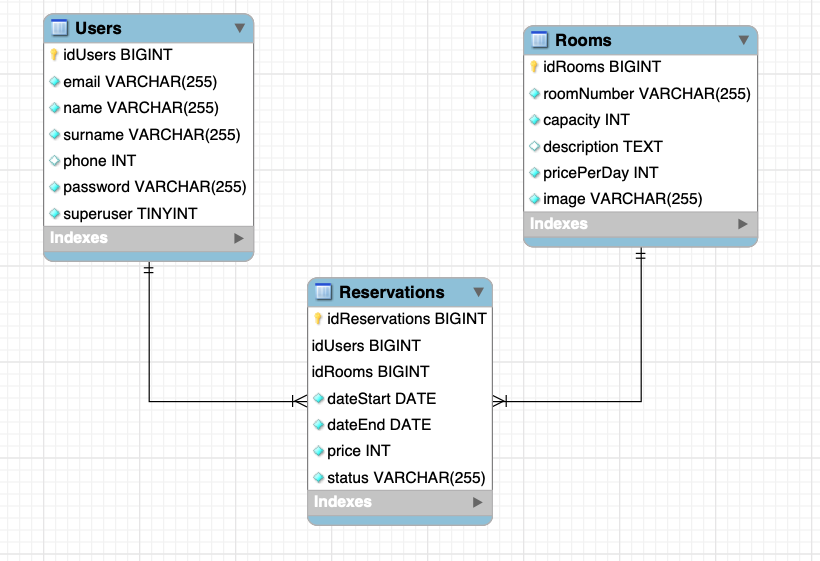 Users
idUsers BIGINT
email VARCHAR(255)
name VARCHAR(255)
surname VARCHAR(255)
phone INT
password VARCHAR(255)
superuser TINYINT
Indexes
Rooms
idRooms BIGINT
roomNumber VARCHAR(255)
capacity INT
description TEXT
pricePerDay INT
image VARCHAR(255)
Indexes
Reservations
idReservations BIGINT
idUsers BIGINT
idRooms BIGINT
dateStart DATE
dateEnd DATE
price INT
status VARCHAR(255)
Indexes